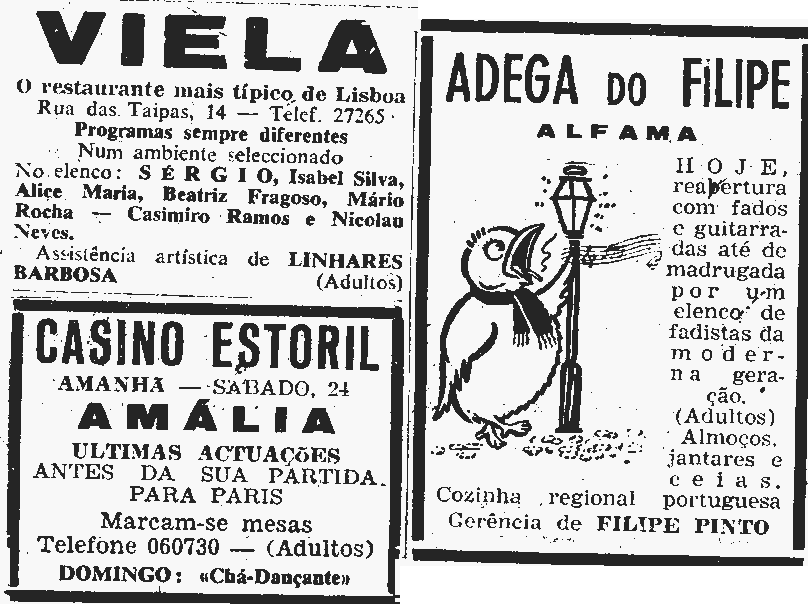 VIELA
O restaurante mais típico de Lisboa
Rua das Taipas, 14 — Telef. 27265
Programas sempre diferentes
Num ambiente seleccionado
No elenco: SÉRGIO, Isabel Silva,
Alice Maria, Beatriz Fragoso, Mário
Rocha — Casimiro Ramos e Nicolau
Neves.
Assistência artística de LINHARES
BARBOSA (Adultos)
CASINO ESTORIL
AMANHÃ — SÁBADO, 24
AMÁLIA
ULTIMAS ACTUAÇÕES
ANTES DA SUA PARTIDA
PARA PARIS
Marcam-se mesas
Telefone 060730 — (Adultos)
DOMINGO: «Chá-Dançante»
ADEGA DO FILIPE
ALFAMA
HOJE,
reabertura
com fados
e guitarra-
das até de
madrugada
por um
elenco de
fadistas da
moder-
na gera-
ção.
(Adultos)
Almoços,
jantares e
ceias.
Cozinha regional portuguesa
Gerência de FILIPE PINTO